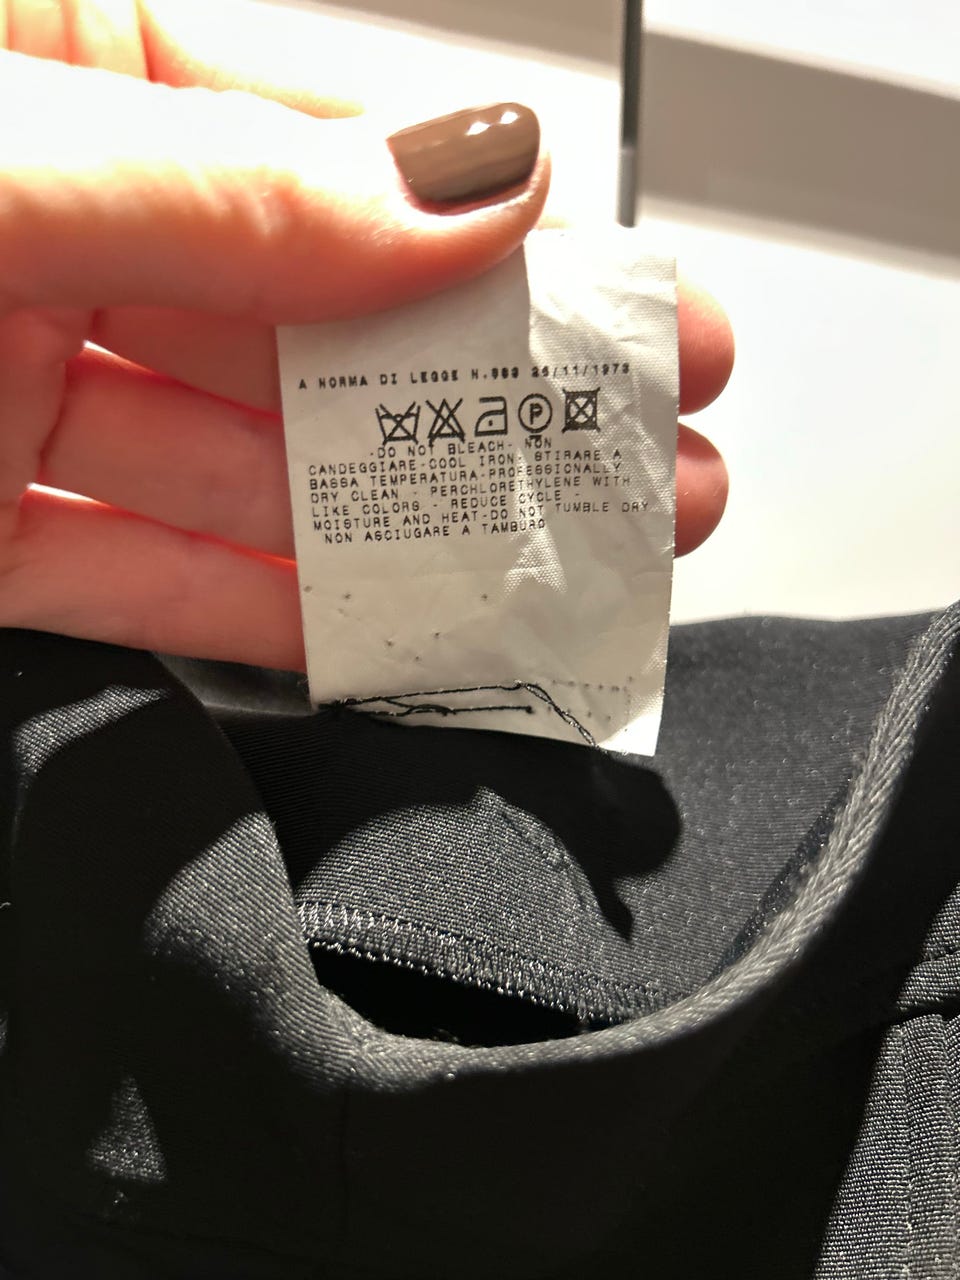 A NORMA DI LEGGE N.883 26/11/1973
P
-DO NOT BLEACH- NON
CANDEGGIARE-COOL IRON- STIRARE A
BASSA TEMPERATURA-PROFESSIONALLY
DRY CLEAN - PERCHLORETHYLENE WITH
LIKE COLORS - REDUCE CYCLE -
MOISTURE AND HEAT-DO NOT TUMBLE DRY
NON ASCIUGARE A TAMBURO